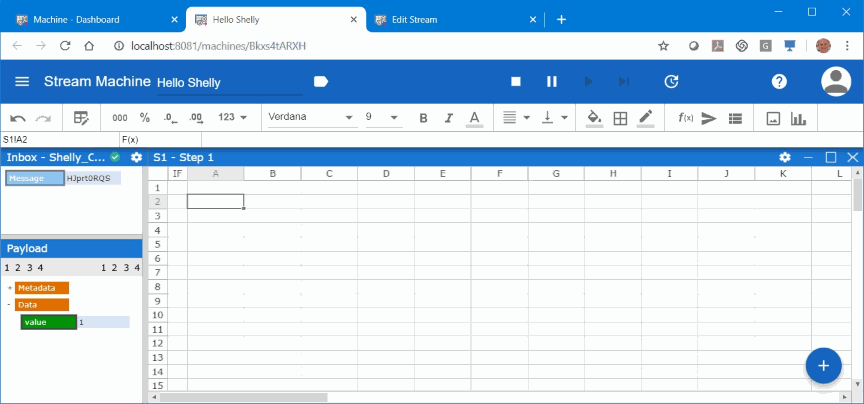 Machine - Dashboard
Hello Shelly
Edit Stream
localhost:8081/machines/Bkxs4tARXH
Stream Machine Hello Shelly
000 % .0 .00 123 Verdana 9 B I A f(x)
S1!A2 F(x)
Inbox - Shelly_C... S1 - Step 1
Message HJprt0RQS
IF A B C D E F G H I J K L
1
2
3
4
5
6
7
8
9
10
11
12
13
14
15
Payload
1 2 3 4 1 2 3 4
+ Metadata
- Data
value 1